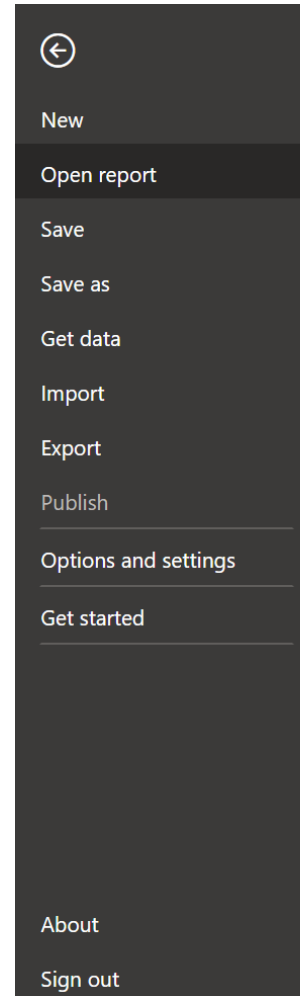 New
Open report
Save
Save as
Get data
Import
Export
Publish
Options and settings
Get started
About
Sign out